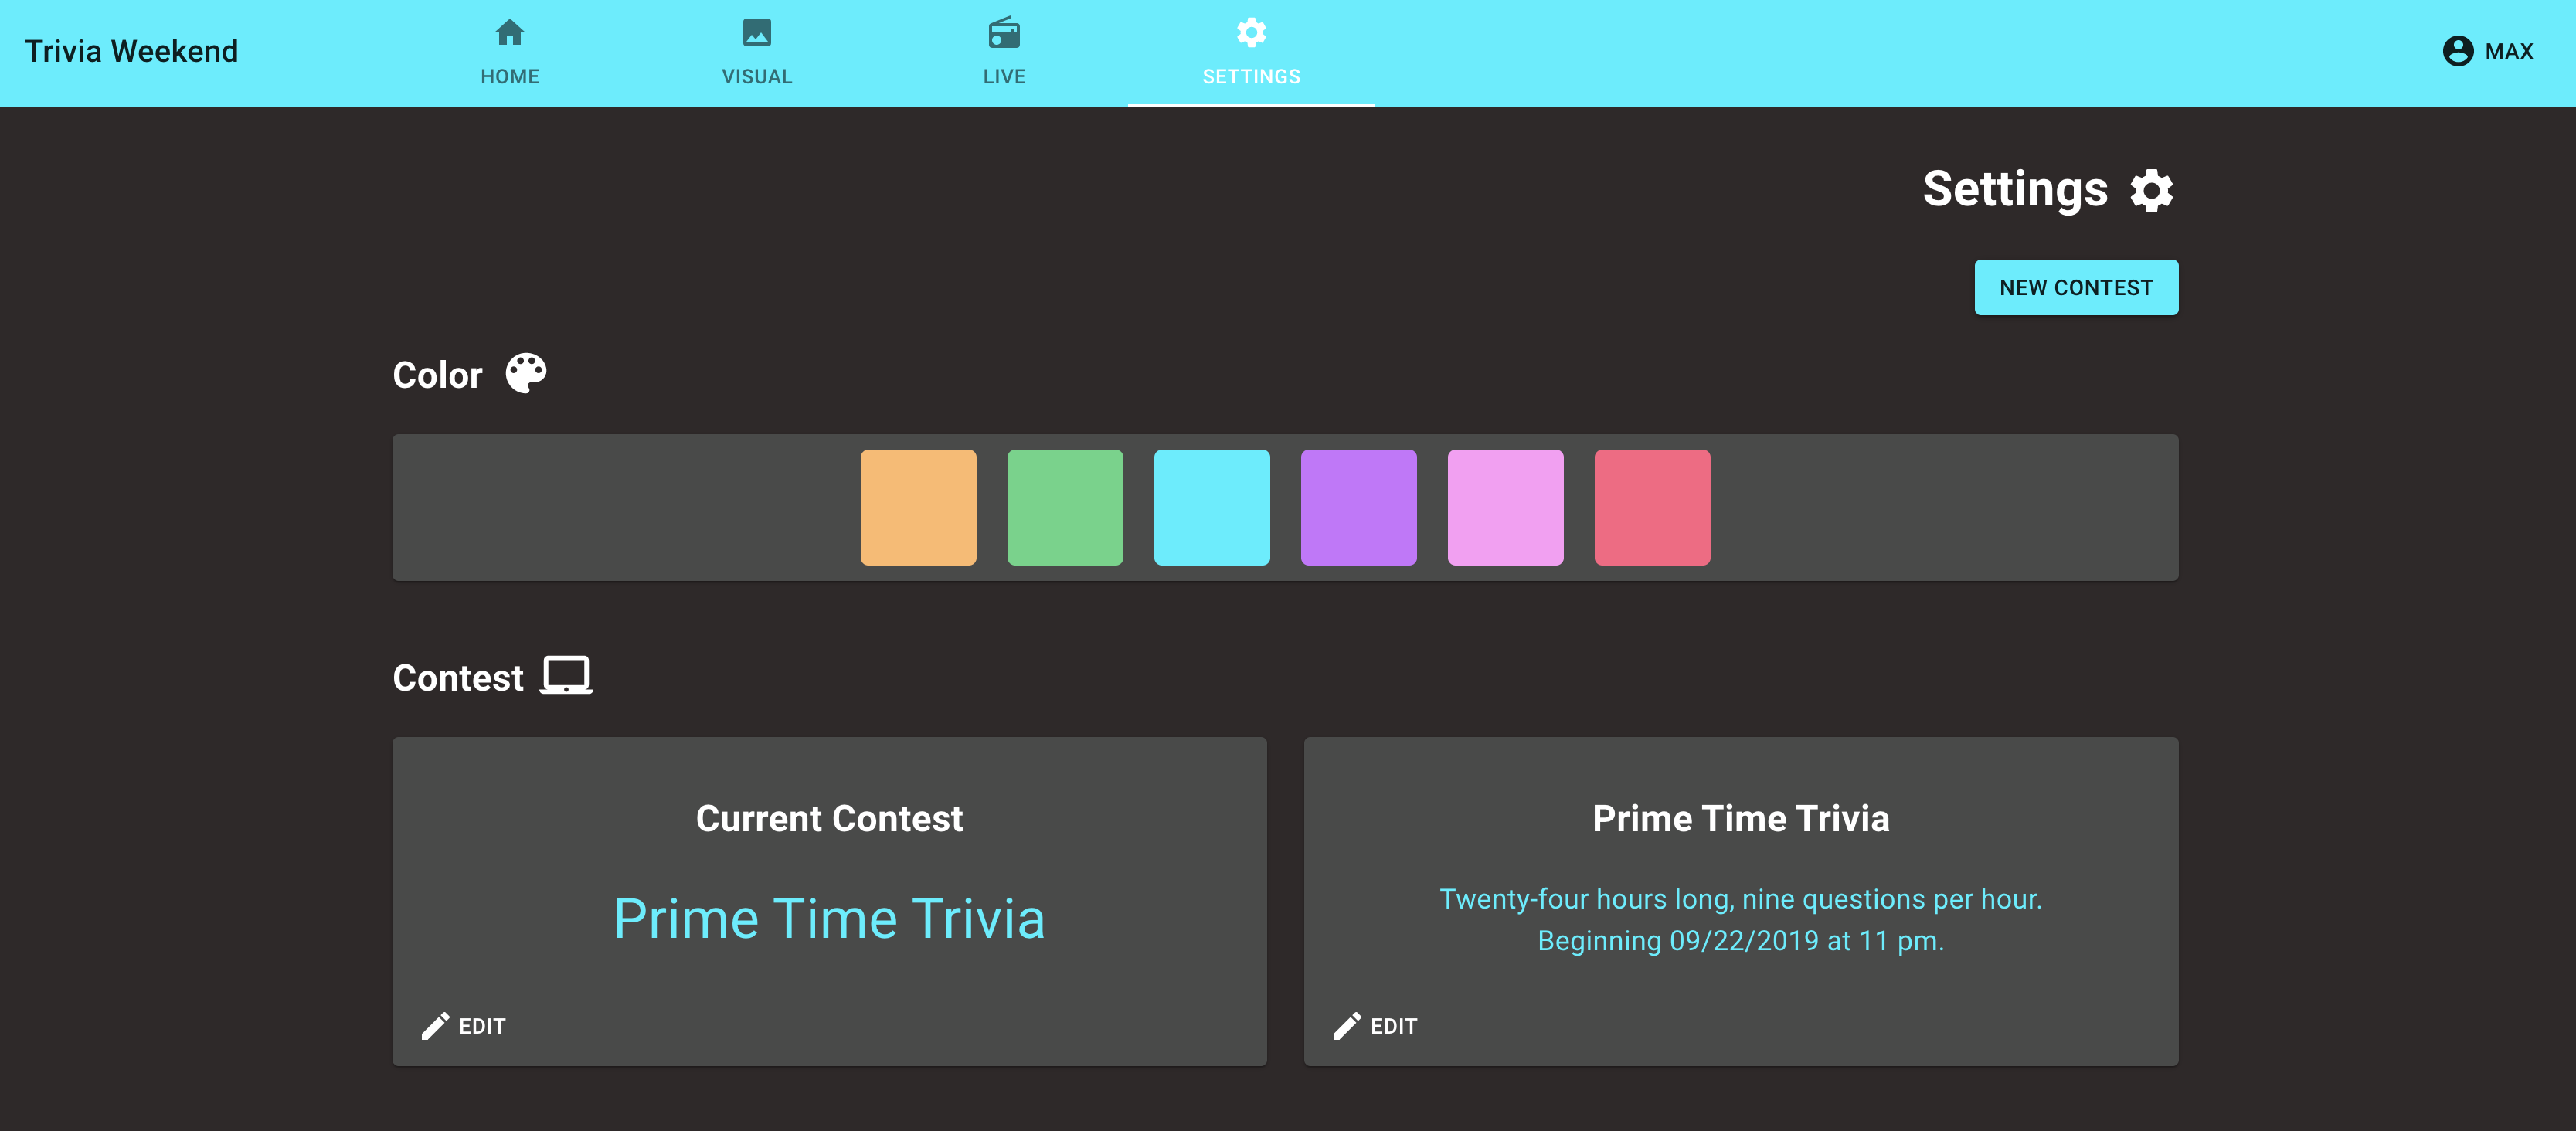 Trivia Weekend
HOME
VISUAL
LIVE
SETTINGS
MAX
Settings
NEW CONTEST
Color
Contest
Current Contest
Prime Time Trivia
EDIT
Prime Time Trivia
Twenty-four hours long, nine questions per hour.
Beginning 09/22/2019 at 11 pm.
EDIT